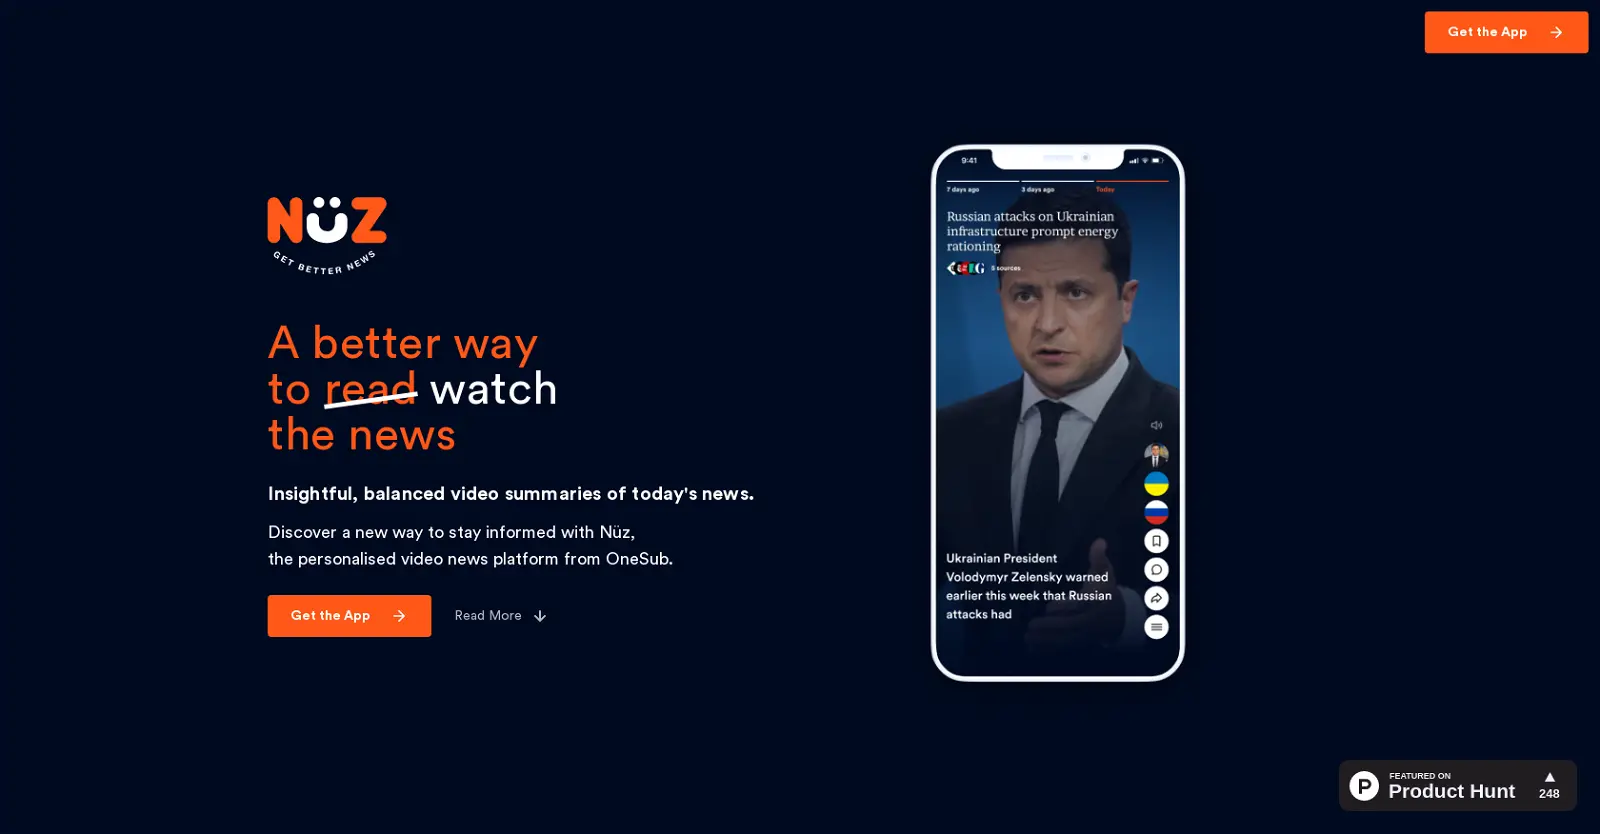 Get the App
NüZ
GET BETTER NEWS
A better way
to read watch
the news
Insightful, balanced video summaries of today's news.
Discover a new way to stay informed with Nüz,
the personalised video news platform from OneSub.
Get the App
Read More
9:41
7 days ago 3 days ago Today
Russian attacks on Ukrainian
infrastructure prompt energy
rationing
5 sources
Ukrainian President
Volodymyr Zelensky warned
earlier this week that Russian
attacks had
P
FEATURED ON
Product Hunt
248